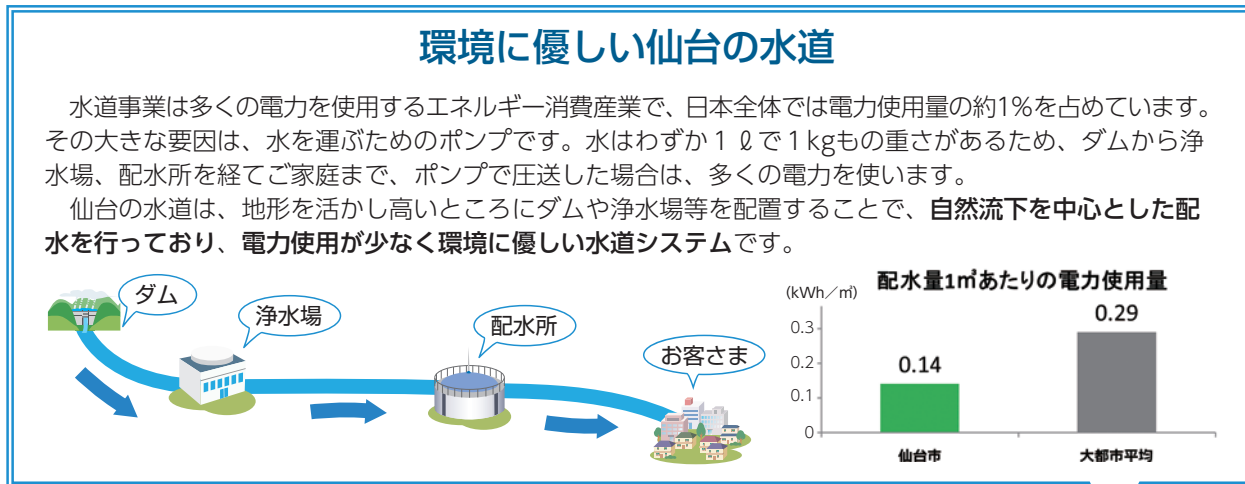 環境に優しい仙台の水道
　水道事業は多くの電力を使用するエネルギー消費産業で、日本全体では電力使用量の約1%を占めています。
その大きな要因は、水を運ぶためのポンプです。水はわずか１ℓで１kgもの重さがあるため、ダムから浄
水場、配水所を経てご家庭まで、ポンプで圧送した場合は、多くの電力を使います。
　仙台の水道は、地形を活かし高いところにダムや浄水場等を配置することで、自然流下を中心とした配
水を行っており、電力使用が少なく環境に優しい水道システムです。
ダム
浄水場
配水所
お客さま
配水量1㎥あたりの電力使用量
(kWh／㎥)
0.3
0.2
0.1
0
0.14
0.29
仙台市
大都市平均